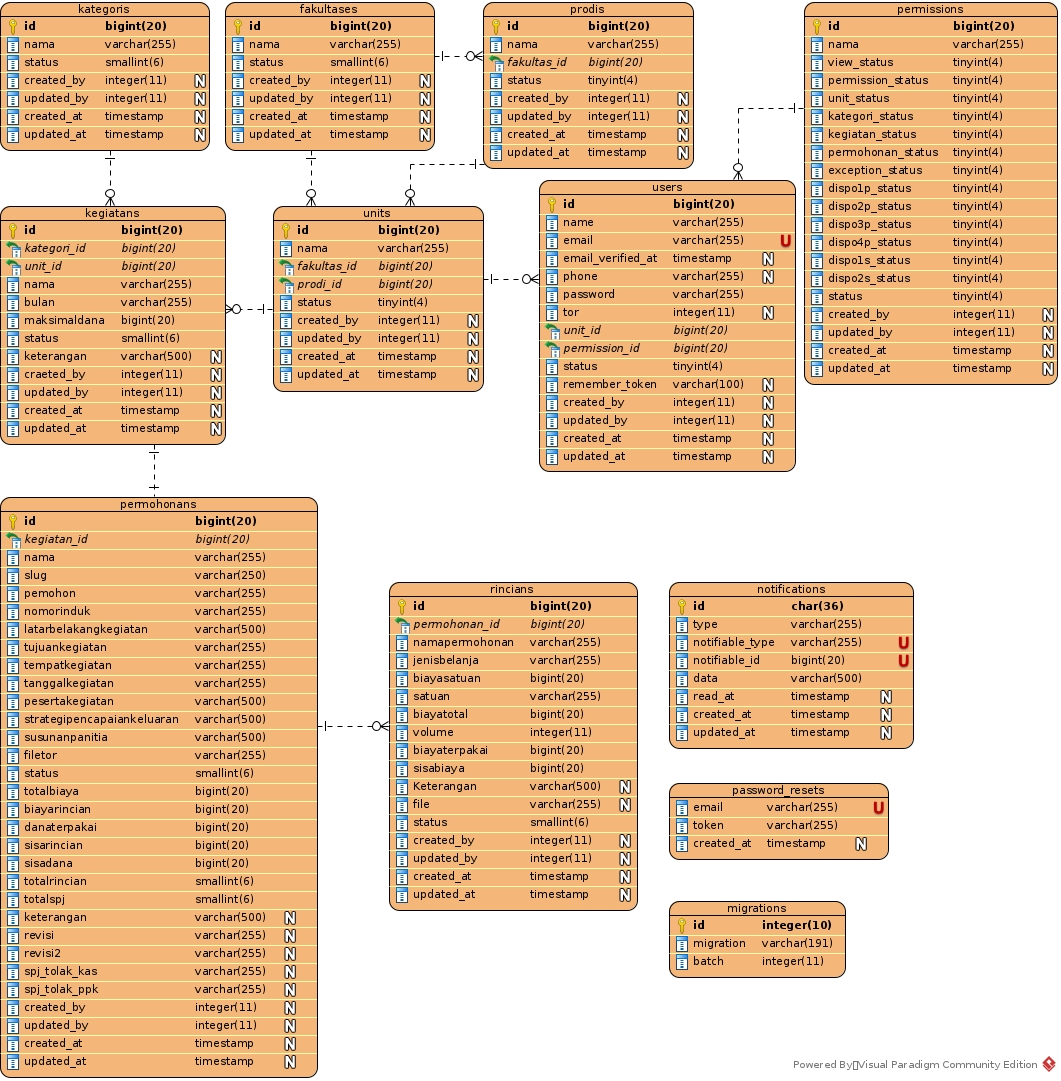 kategoris
id bigint(20)
nama varchar(255)
status smallint(6)
created_by integer(11) N
updated_by integer(11) N
created_at timestamp N
updated_at timestamp N
fakultases
id bigint(20)
nama varchar(255)
status smallint(6)
created_by integer(11) N
updated_by integer(11) N
created_at timestamp N
updated_at timestamp N
prodis
id bigint(20)
nama varchar(255)
fakultas_id bigint(20)
status tinyint(4)
created_by integer(11) N
updated_by integer(11) N
created_at timestamp N
updated_at timestamp N
permissions
id bigint(20)
nama varchar(255)
view_status tinyint(4)
permission_status tinyint(4)
unit_status tinyint(4)
kategori_status tinyint(4)
kegiatan_status tinyint(4)
permohonan_status tinyint(4)
exception_status tinyint(4)
dispo1p_status tinyint(4)
dispo2p_status tinyint(4)
dispo3p_status tinyint(4)
dispo4p_status tinyint(4)
dispo1s_status tinyint(4)
dispo2s_status tinyint(4)
status tinyint(4)
created_by integer(11) N
updated_by integer(11) N
created_at timestamp N
updated_at timestamp N
kegiatans
id bigint(20)
kategori_id bigint(20)
unit_id bigint(20)
nama varchar(255)
bulan varchar(255)
maksimaldana bigint(20)
status smallint(6)
keterangan varchar(500) N
craeted_by integer(11) N
updated_by integer(11) N
created_at timestamp N
updated_at timestamp N
units
id bigint(20)
nama varchar(255)
fakultas_id bigint(20)
prodi_id bigint(20)
status tinyint(4)
created_by integer(11) N
updated_by integer(11) N
created_at timestamp N
updated_at timestamp N
users
id bigint(20)
name varchar(255)
email varchar(255) U
email_verified_at timestamp N
phone varchar(255) N
password varchar(255)
tor integer(11) N
unit_id bigint(20)
permission_id bigint(20)
status tinyint(4)
remember_token varchar(100) N
created_by integer(11) N
updated_by integer(11) N
created_at timestamp N
updated_at timestamp N
permohonans
id bigint(20)
kegiatan_id bigint(20)
nama varchar(255)
slug varchar(250)
pemohon varchar(255)
nomorinduk varchar(255)
latarbelakangkegiatan varchar(500)
tujuankegiatan varchar(255)
tempatkegiatan varchar(255)
tanggalkegiatan varchar(255)
pesertakegiatan varchar(500)
strategipencapaiankeluaran varchar(500)
susunanpanitia varchar(500)
filetor varchar(255)
status smallint(6)
totalbiaya bigint(20)
biayarincian bigint(20)
danaterpakai bigint(20)
sisarincian bigint(20)
sisadana bigint(20)
totalrincian smallint(6)
totalspj smallint(6)
keterangan varchar(500) N
revisi varchar(255) N
revisi2 varchar(255) N
spj_tolak_kas varchar(255) N
spj_tolak_ppk varchar(255) N
created_by integer(11) N
updated_by integer(11) N
created_at timestamp N
updated_at timestamp N
rincians
id bigint(20)
permohonan_id bigint(20)
namapermohonan varchar(255)
jenisbelanja varchar(255)
biayasatuan bigint(20)
satuan varchar(255)
biayatotal bigint(20)
volume integer(11)
biayaterpakai bigint(20)
sisabiaya bigint(20)
Keterangan varchar(500) N
file varchar(255) N
status smallint(6)
created_by integer(11) N
updated_by integer(11) N
created_at timestamp N
updated_at timestamp N
notifications
id char(36)
type varchar(255)
notifiable_type varchar(255) U
notifiable_id bigint(20) U
data varchar(500)
read_at timestamp N
created_at timestamp N
updated_at timestamp N
password_resets
email varchar(255) U
token varchar(255)
created_at timestamp N
migrations
id integer(10)
migration varchar(191)
batch integer(11)
Powered By Visual Paradigm Community Edition